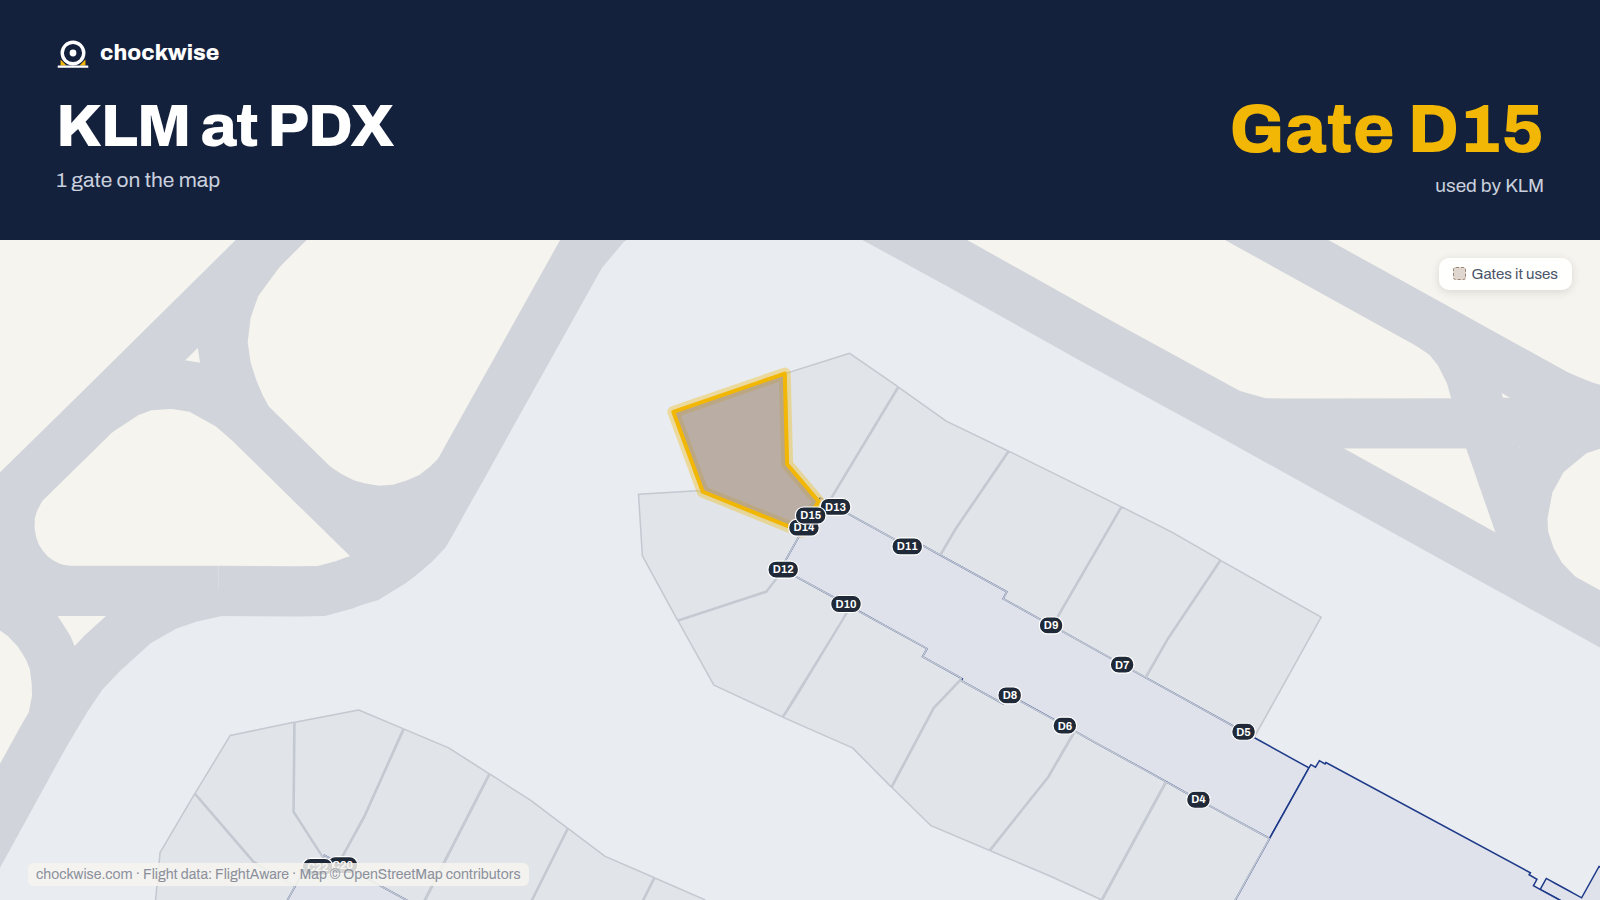 chockwise
KLM at PDX
1 gate on the map
Gate D15
used by KLM
Gates it uses
D13
D15
D14
D11
D12
D10
D9
D7
D8
D6
D5
D4
chockwise.com · Flight data: FlightAware · Map © OpenStreetMap contributors